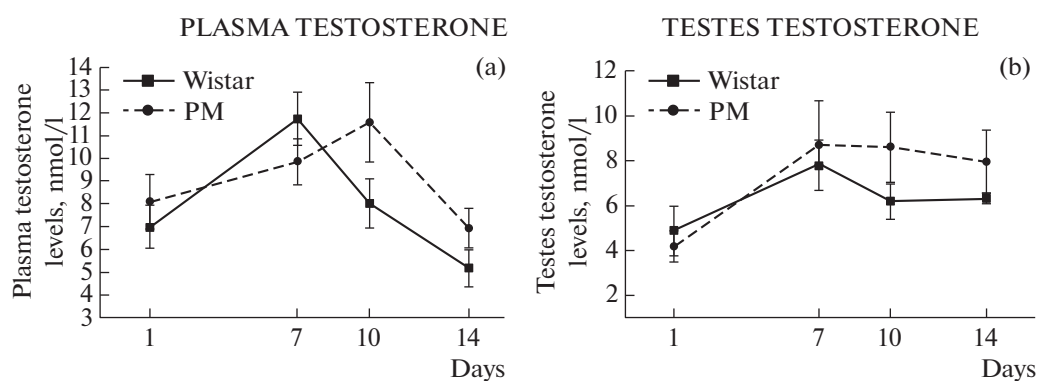 PLASMA TESTOSTERONE
(a)
Plasma testosterone
levels, nmol/l
14
13
12
11
10
9
8
7
6
5
4
3
Wistar
PM
1 7 10 14
Days
TESTES TESTOSTERONE
(b)
Testes testosterone
levels, nmol/l
12
10
8
6
4
2
Wistar
PM
1 7 10 14
Days